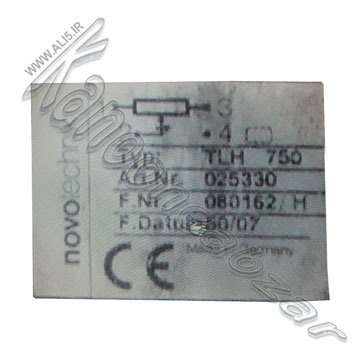 WWW.ALI5.IR
novotechnik
3
4
Typ: TLH 750
Art.Nr. 025330
F.Nr. 080162/H
F.Datum 50/07
Made in Germany
CE